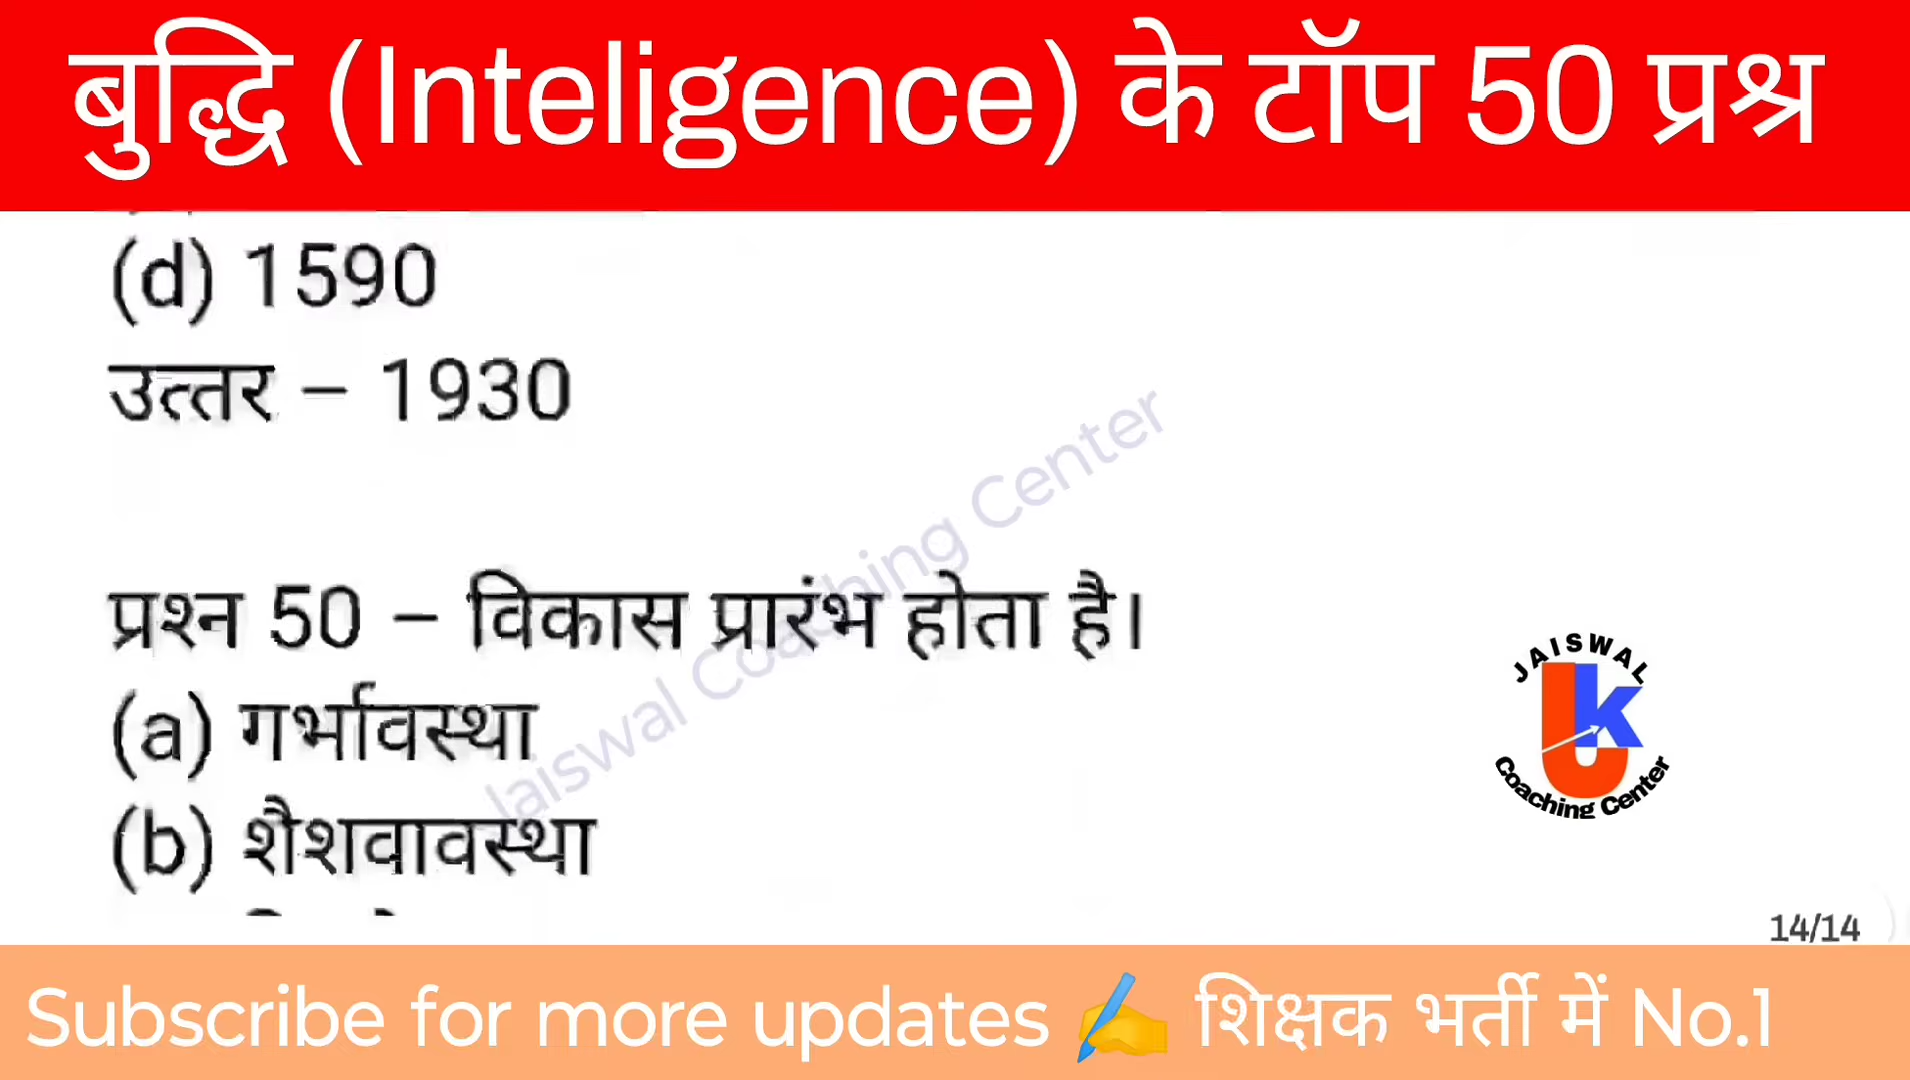 बुद्धि (Inteligence) के टॉप 50 प्रश्न
(d) 1590
उत्तर – 1930
प्रश्न 50 – विकास प्रारंभ होता है।
(a) गर्भावस्था
(b) शैशवावस्था
Jaiswal Coaching Center
JAISWAL
JK
Coaching Center
14/14
Subscribe for more updates ✍️ शिक्षक भर्ती में No.1